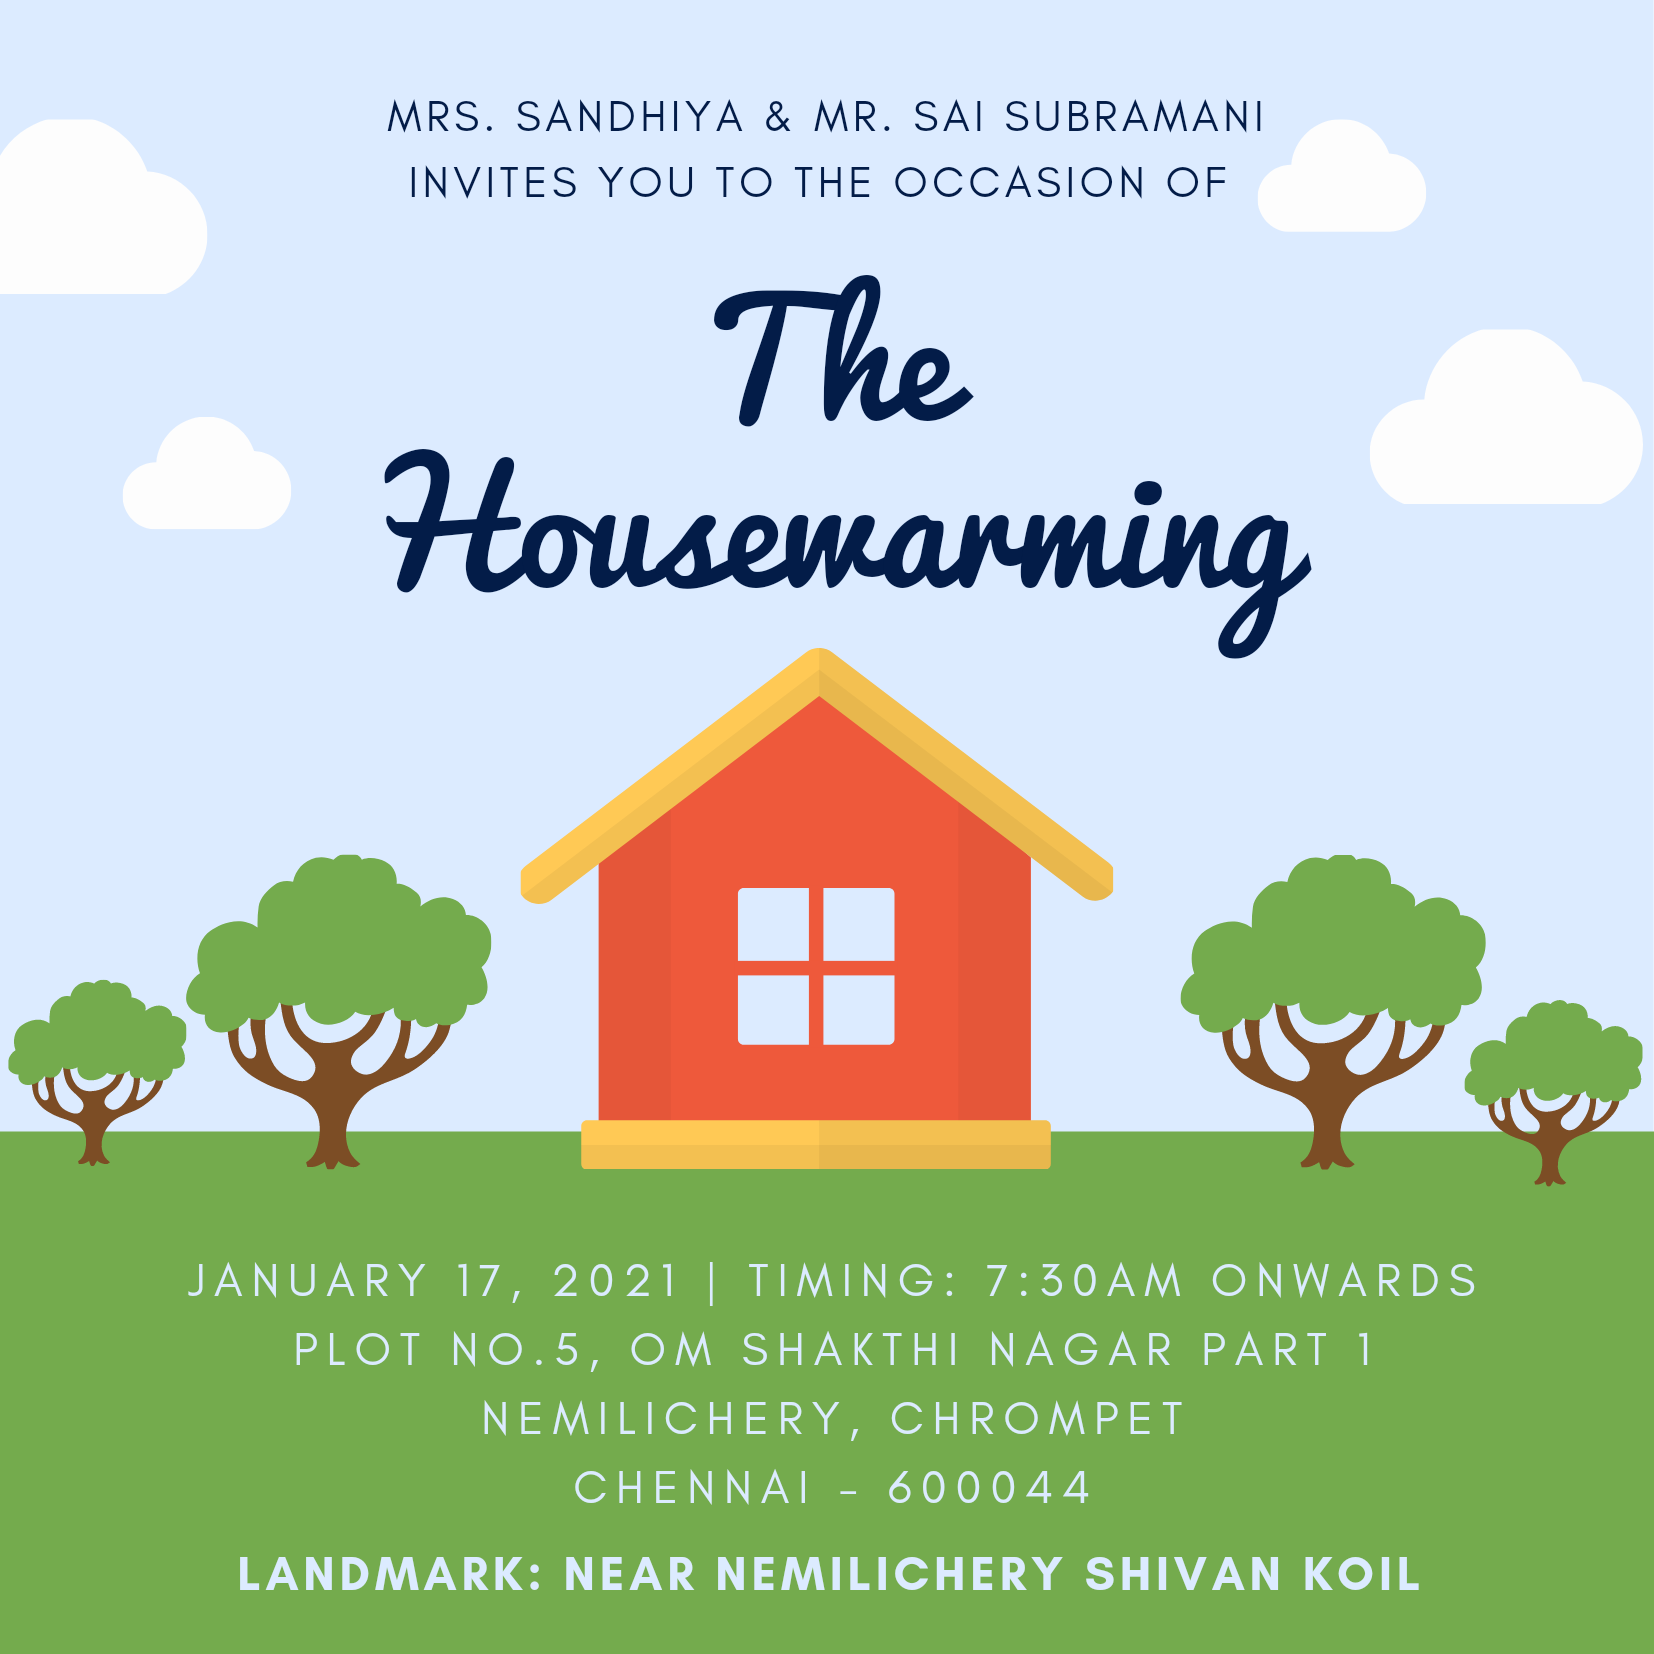 MRS. SANDHIYA & MR. SAI SUBRAMANI
INVITES YOU TO THE OCCASION OF
The
Housewarming
JANUARY 17, 2021 | TIMING: 7:30AM ONWARDS
PLOT NO.5, OM SHAKTHI NAGAR PART 1
NEMILICHERY, CHROMPET
CHENNAI - 600044
LANDMARK: NEAR NEMILICHERY SHIVAN KOIL